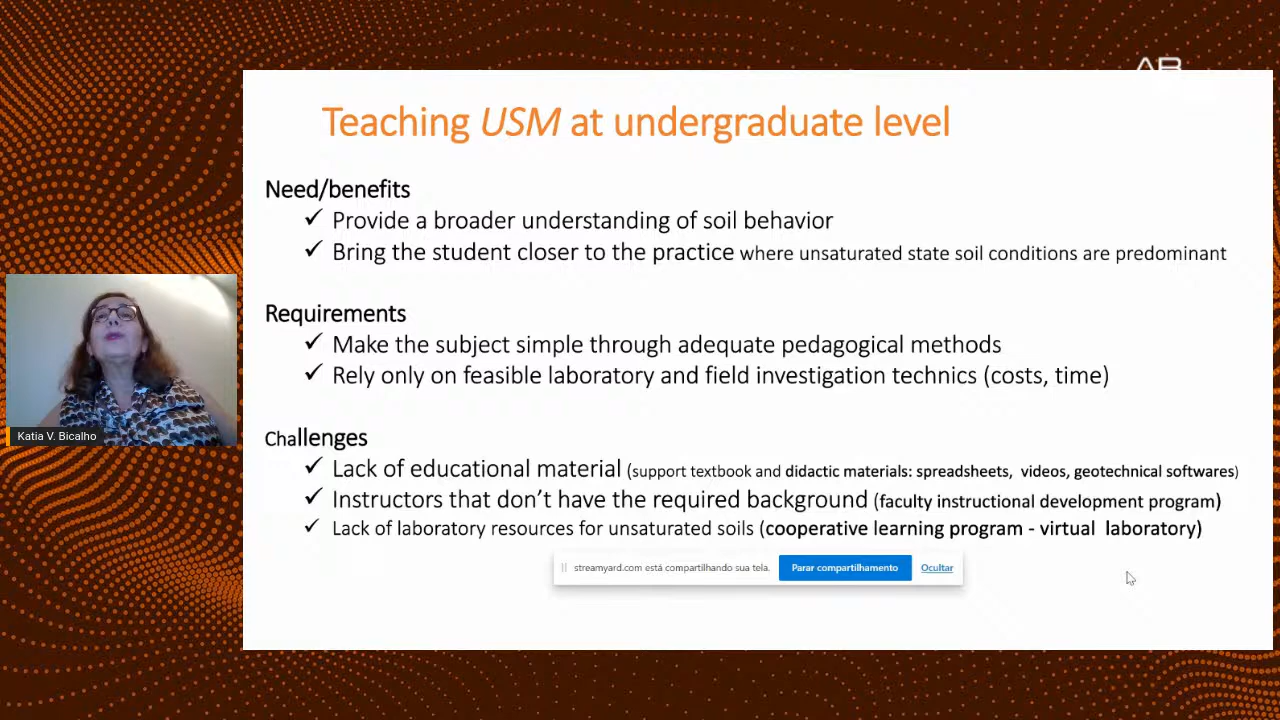 Teaching USM at undergraduate level
Need/benefits
✓ Provide a broader understanding of soil behavior
✓ Bring the student closer to the practice where unsaturated state soil conditions are predominant
Requirements
✓ Make the subject simple through adequate pedagogical methods
✓ Rely only on feasible laboratory and field investigation technics (costs, time)
Challenges
✓ Lack of educational material (support textbook and didactic materials: spreadsheets, videos, geotechnical softwares)
✓ Instructors that don't have the required background (faculty instructional development program)
✓ Lack of laboratory resources for unsaturated soils (cooperative learning program - virtual laboratory)
streamyard.com está compartilhando sua tela. Parar compartilhamento Ocultar
Katia V. Bicalho